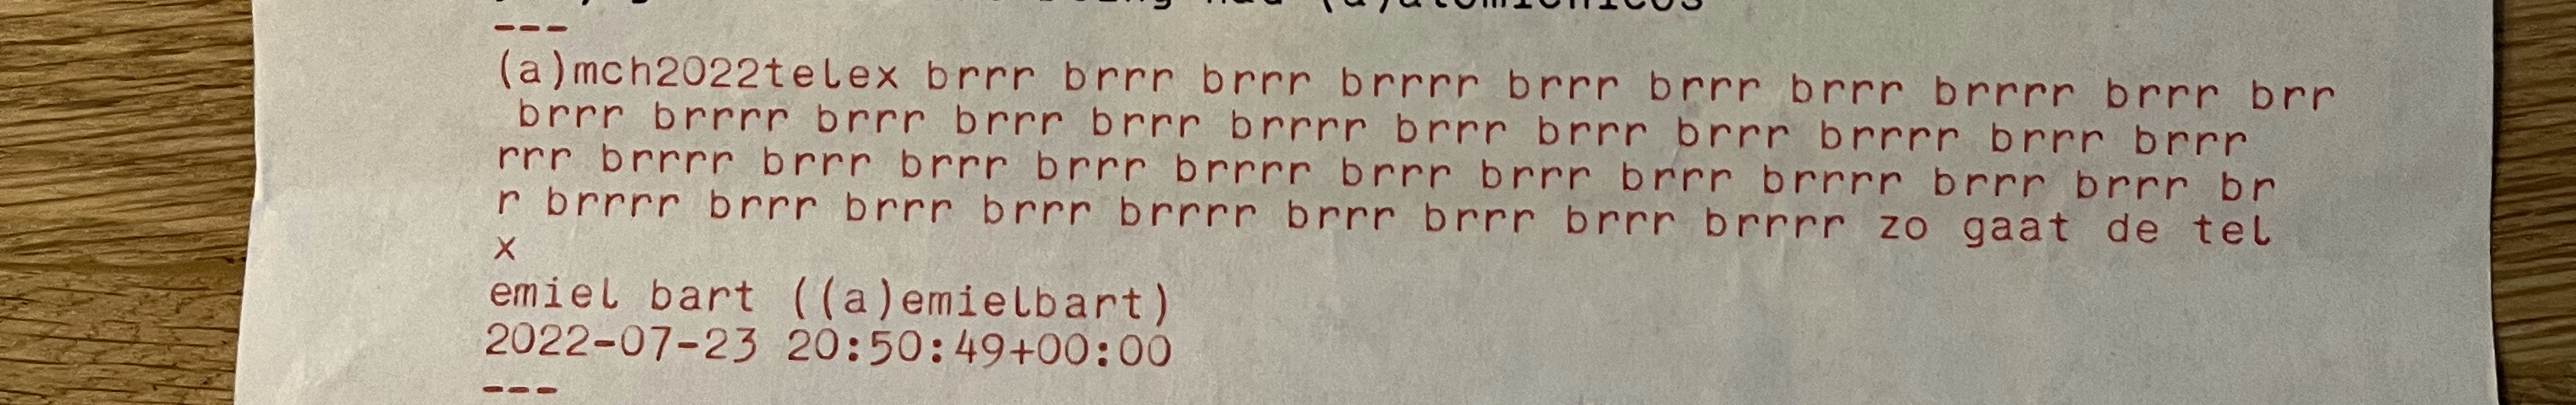 ---
(a)mch2022telex brrr brrr brrr brrrr brrr brrr brrr brrrr brrr brr
brrr brrrr brrr brrr brrr brrrr brrr brrr brrr brrrr brrr brrr
rrr brrrr brrr brrr brrr brrrr brrr brrr brrr brrrr brrr brrr br
r brrrr brrr brrr brrr brrrr brrr brrr brrr brrrr zo gaat de tel
x
emiel bart ((a)emielbart)
2022-07-23 20:50:49+00:00
---